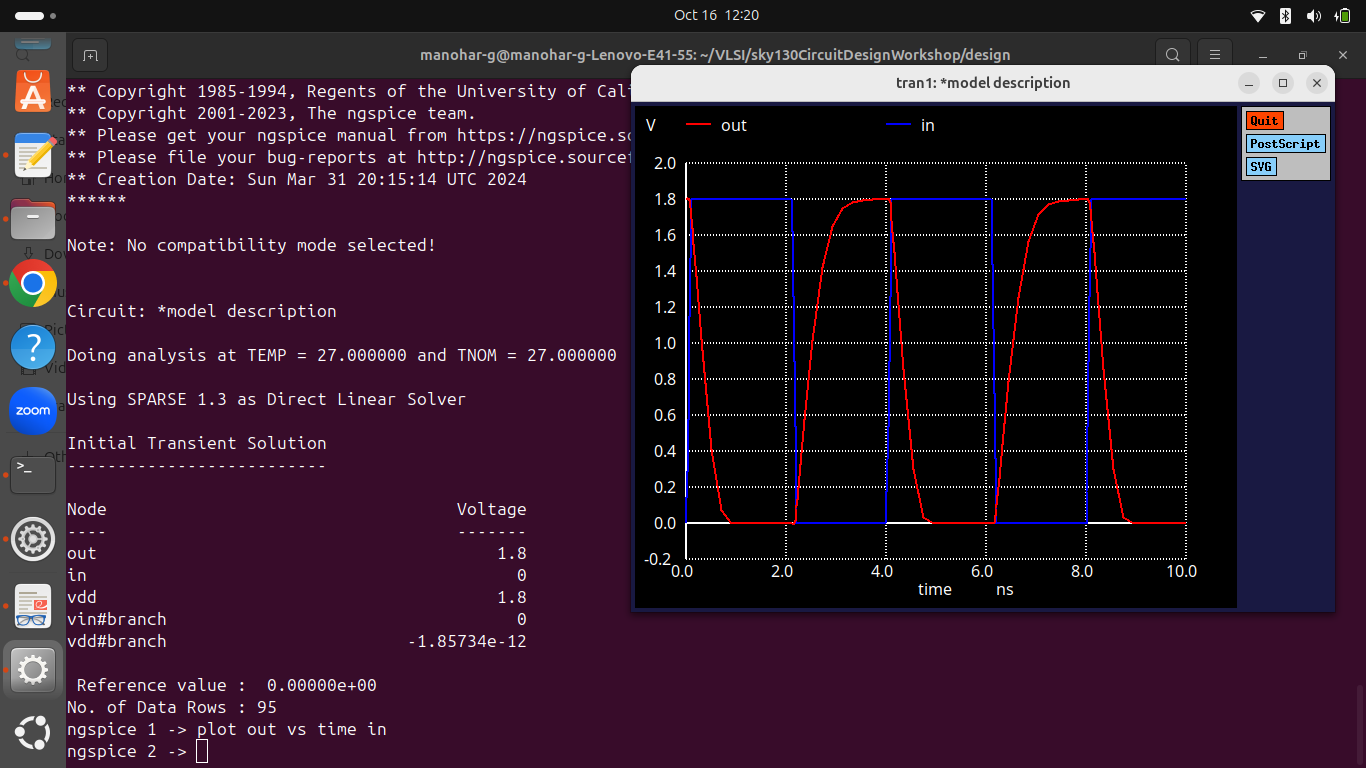 Oct 16 12:20
manohar-g@manohar-g-Lenovo-E41-55: ~/VLSI/sky130CircuitDesignWorkshop/design
** Copyright 1985-1994, Regents of the University of Cali
** Copyright 2001-2023, The ngspice team.
** Please get your ngspice manual from https://ngspice.so
** Please file your bug-reports at http://ngspice.sourcef
** Creation Date: Sun Mar 31 20:15:14 UTC 2024
******
Note: No compatibility mode selected!
Circuit: *model description
Doing analysis at TEMP = 27.000000 and TNOM = 27.000000
Using SPARSE 1.3 as Direct Linear Solver
Initial Transient Solution
--------------------------
Node Voltage
---- -------
out 1.8
in 0
vdd 1.8
vin#branch 0
vdd#branch -1.85734e-12
Reference value : 0.00000e+00
No. of Data Rows : 95
ngspice 1 -> plot out vs time in
ngspice 2 ->
tran1: *model description
V out in
2.0
1.8
1.6
1.4
1.2
1.0
0.8
0.6
0.4
0.2
0.0
-0.2
0.0 2.0 4.0 6.0 8.0 10.0
time ns
Quit
PostScript
SVG
zoom